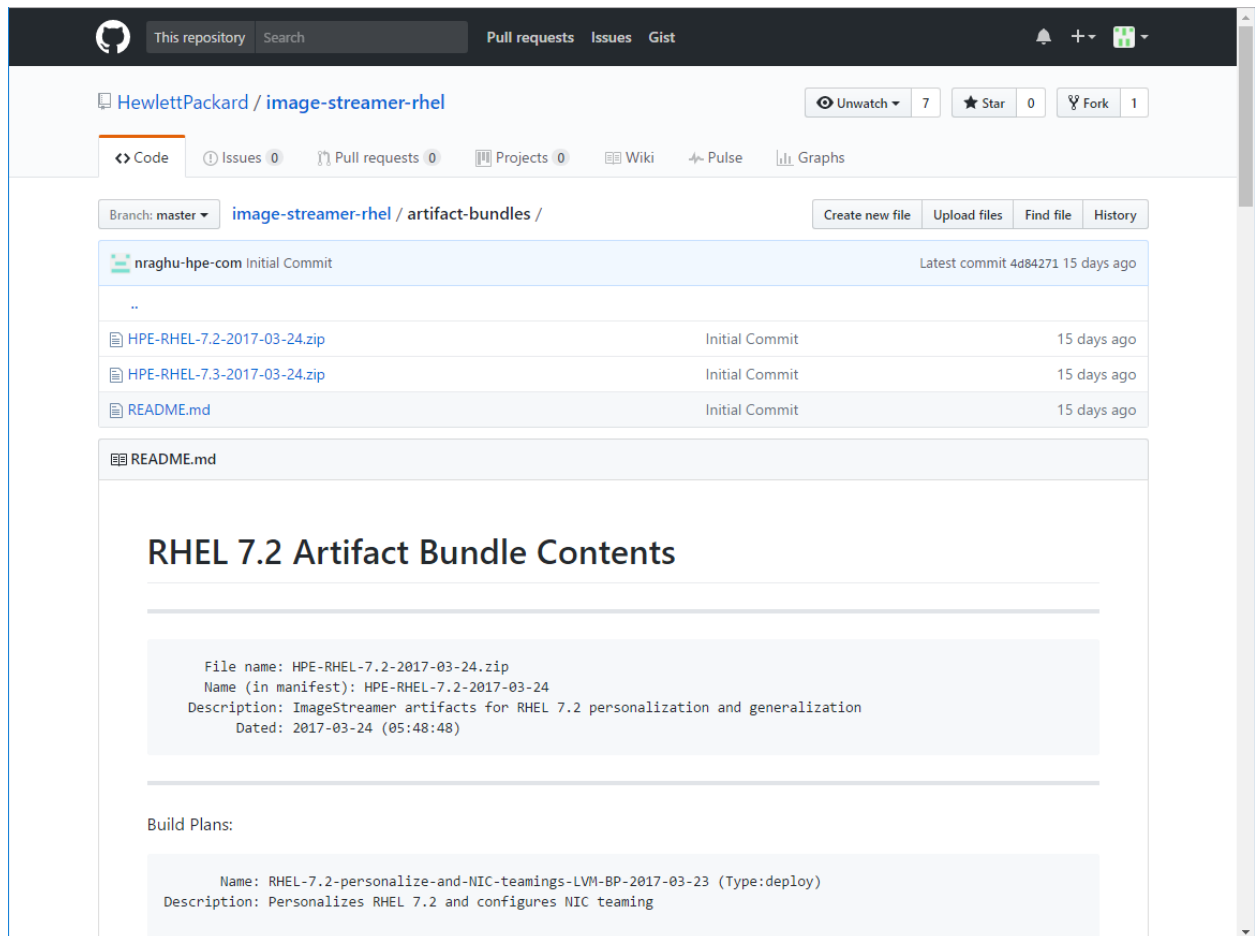 This repository Search Pull requests Issues Gist
HewlettPackard / image-streamer-rhel Unwatch 7 Star 0 Fork 1
Code Issues 0 Pull requests 0 Projects 0 Wiki Pulse Graphs
Branch: master image-streamer-rhel / artifact-bundles / Create new file Upload files Find file History
nraghu-hpe-com Initial Commit Latest commit 4d84271 15 days ago
..
HPE-RHEL-7.2-2017-03-24.zip Initial Commit 15 days ago
HPE-RHEL-7.3-2017-03-24.zip Initial Commit 15 days ago
README.md Initial Commit 15 days ago
README.md
RHEL 7.2 Artifact Bundle Contents
File name: HPE-RHEL-7.2-2017-03-24.zip
Name (in manifest): HPE-RHEL-7.2-2017-03-24
Description: ImageStreamer artifacts for RHEL 7.2 personalization and generalization
Dated: 2017-03-24 (05:48:48)
Build Plans:
Name: RHEL-7.2-personalize-and-NIC-teamings-LVM-BP-2017-03-23 (Type:deploy)
Description: Personalizes RHEL 7.2 and configures NIC teaming